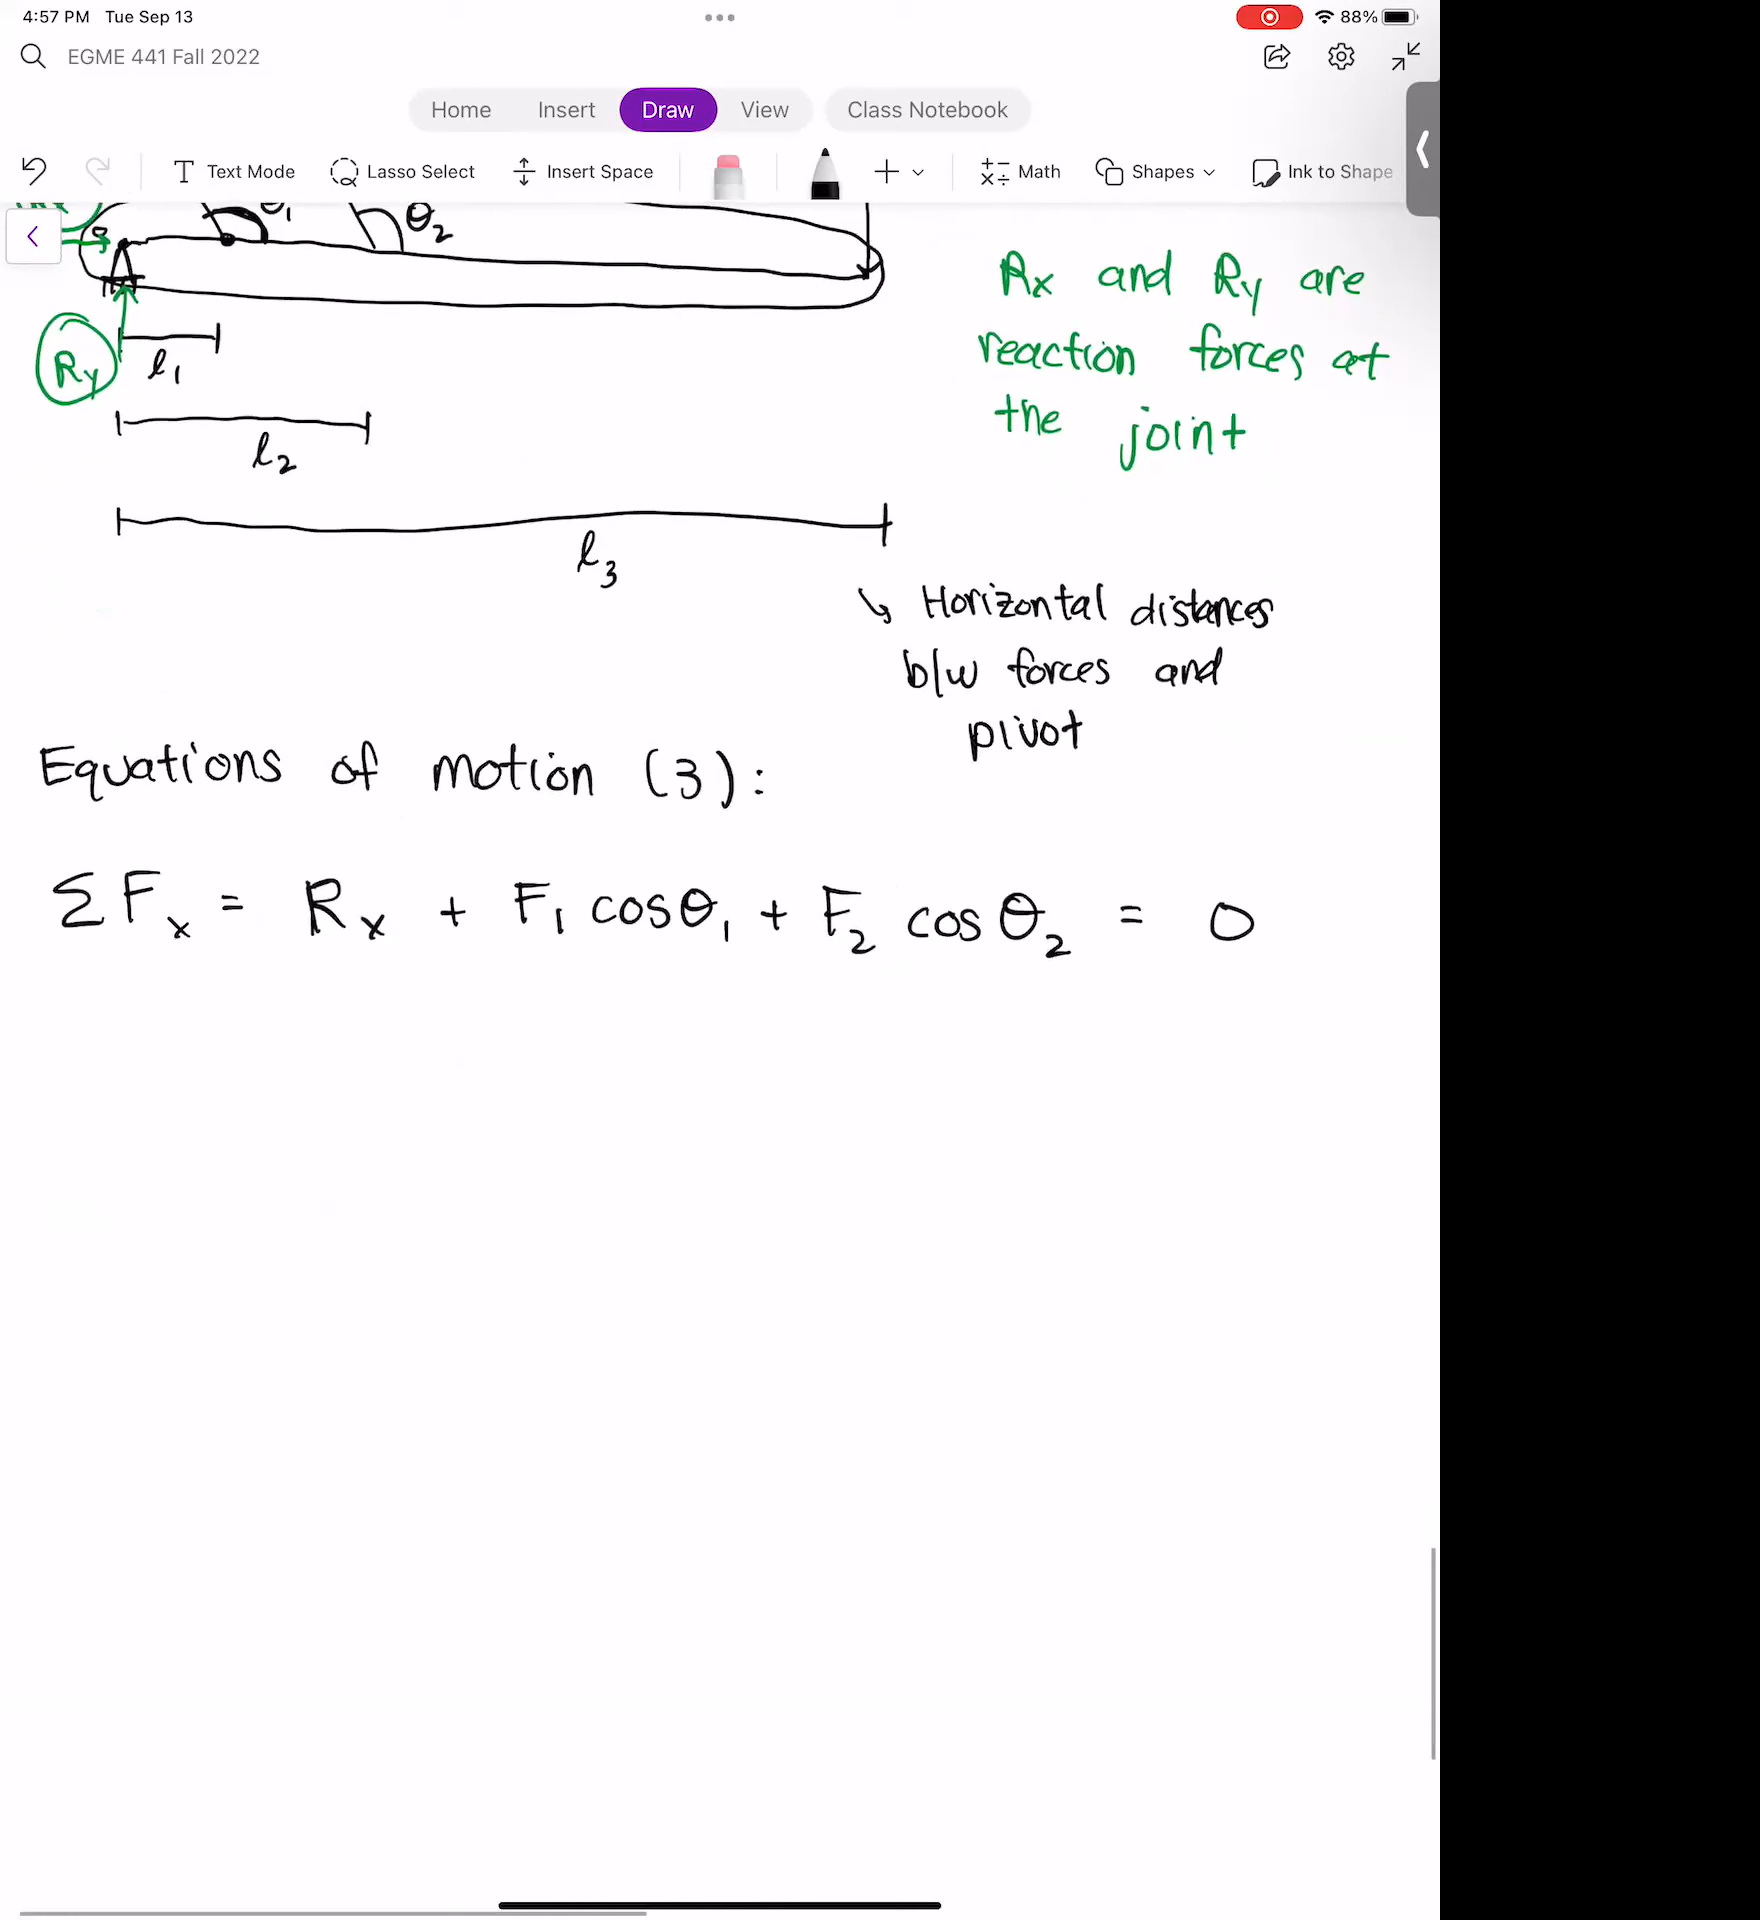 4:57 PM Tue Sep 13
88%
EGME 441 Fall 2022
Home Insert Draw View Class Notebook
Text Mode Lasso Select Insert Space Math Shapes Ink to Shape
θ₁ θ₂
Rx and Ry are
reaction forces at
the joint
Ry
l₁
l₂
l₃
↳ Horizontal distances
b/w forces and
pivot
Equations of motion (3):
ΣFₓ = Rₓ + F₁ cosθ₁ + F₂ cosθ₂ = 0